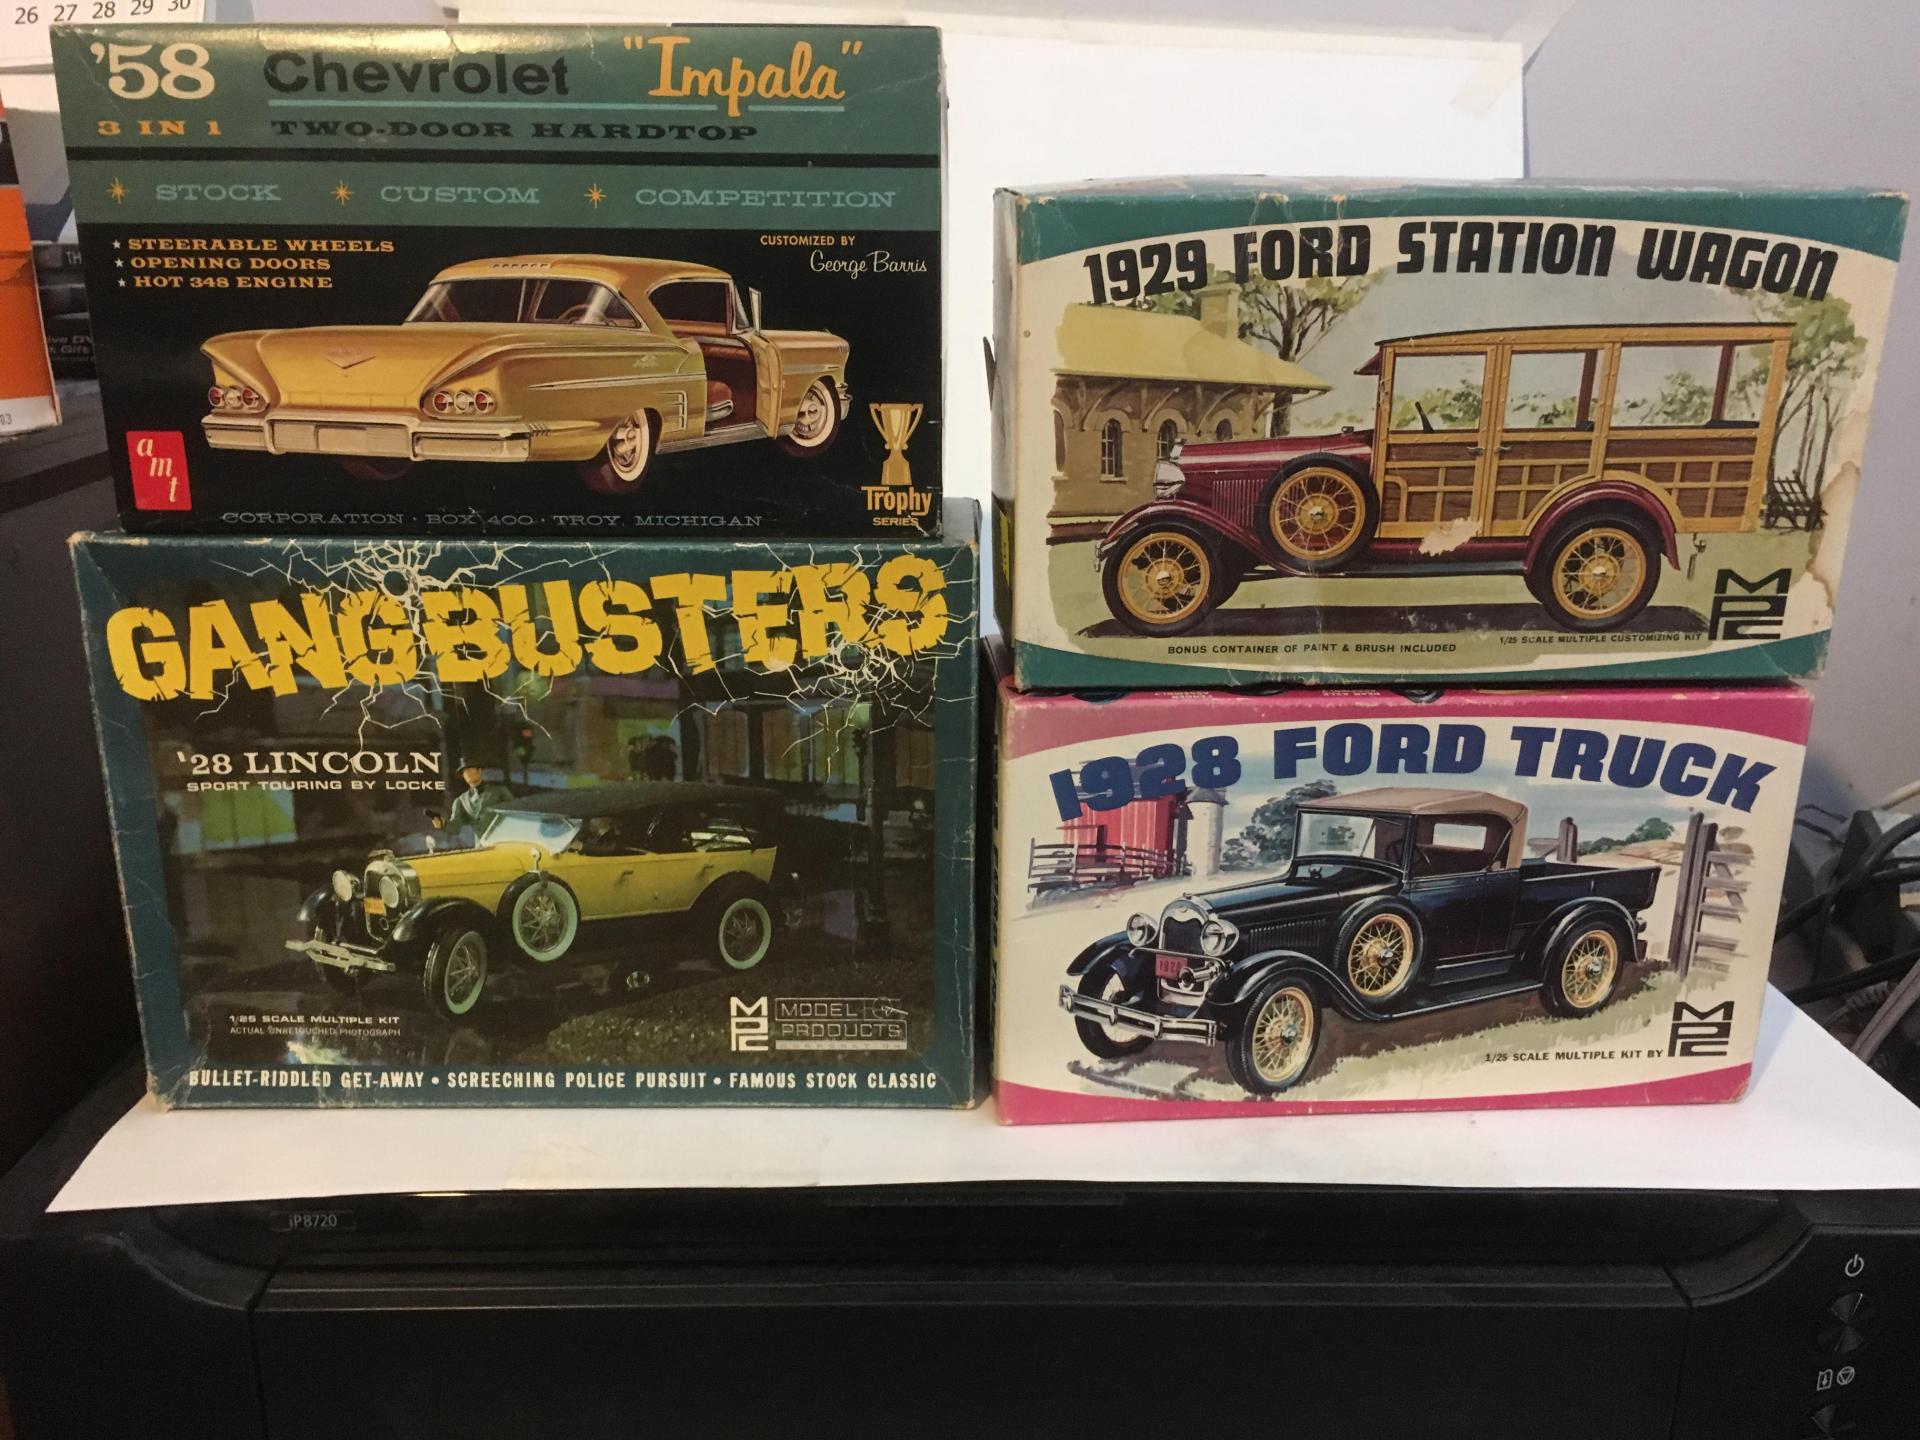 26 27 28 29 30
'58 Chevrolet "Impala"
3 IN 1 TWO-DOOR HARDTOP
STOCK CUSTOM COMPETITION
★ STEERABLE WHEELS
★ OPENING DOORS
★ HOT 348 ENGINE
CUSTOMIZED BY
George Barris
amt
Trophy
SERIES
CORPORATION · BOX 400 · TROY, MICHIGAN
GANGBUSTERS
'28 LINCOLN
SPORT TOURING BY LOCKE
1/25 SCALE MULTIPLE KIT
ACTUAL UNRETOUCHED PHOTOGRAPH
MPC
MODEL
PRODUCTS
CORPORATION
BULLET-RIDDLED GET-AWAY • SCREECHING POLICE PURSUIT • FAMOUS STOCK CLASSIC
1929 FORD STATION WAGON
BONUS CONTAINER OF PAINT & BRUSH INCLUDED
1/25 SCALE MULTIPLE CUSTOMIZING KIT
MPC
1928 FORD TRUCK
1928
1/25 SCALE MULTIPLE KIT BY
MPC
iP8720